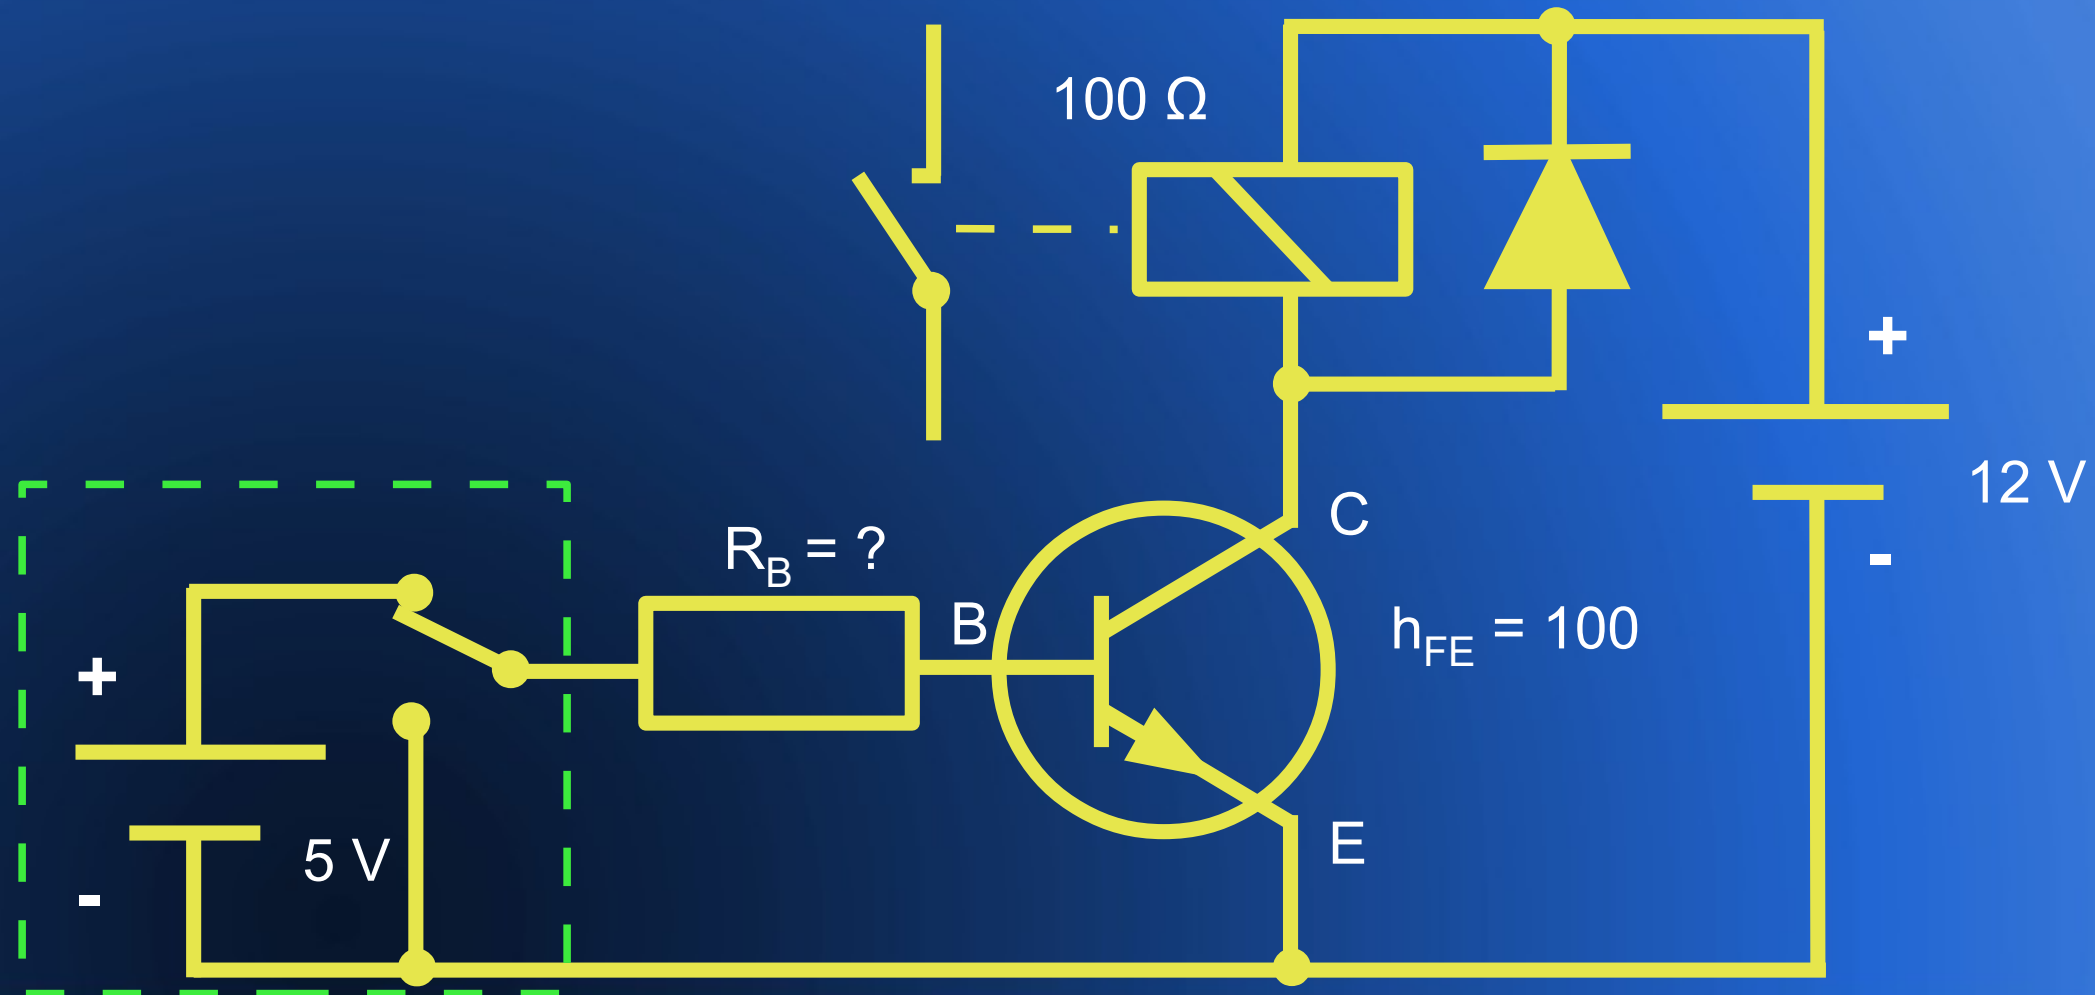 100 Ω
+
12 V
-
C
R_B = ?
B
h_FE = 100
+
5 V
-
E